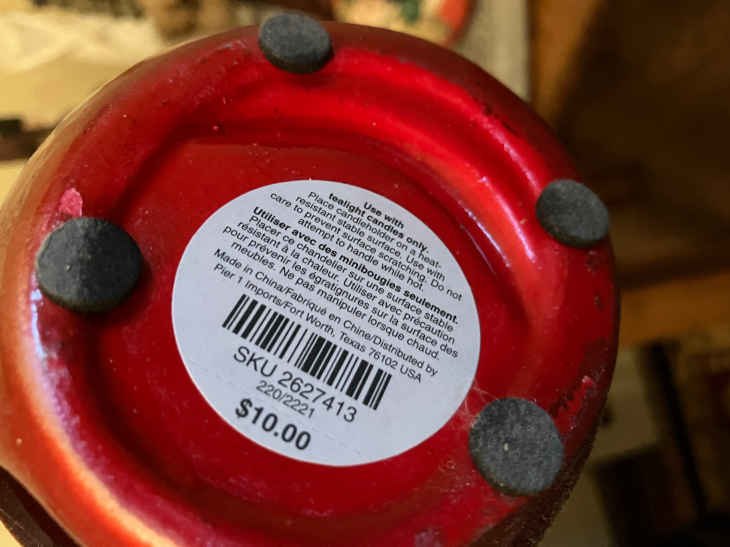 Use with
tealight candles only.
Place candleholder on a heat-
resistant stable surface. Use with
care to prevent surface scratching. Do not
attempt to handle while hot.
Utiliser avec des minibougies seulement.
Placer ce chandelier sur une surface stable
résistant à la chaleur. Utiliser avec précaution
pour prévenir les égratignures sur la surface des
meubles. Ne pas manipuler lorsque chaud.
Made in China/Fabriqué en Chine/Distributed by
Pier 1 Imports/Fort Worth, Texas 76102 USA
SKU 2627413
220/2221
$10.00